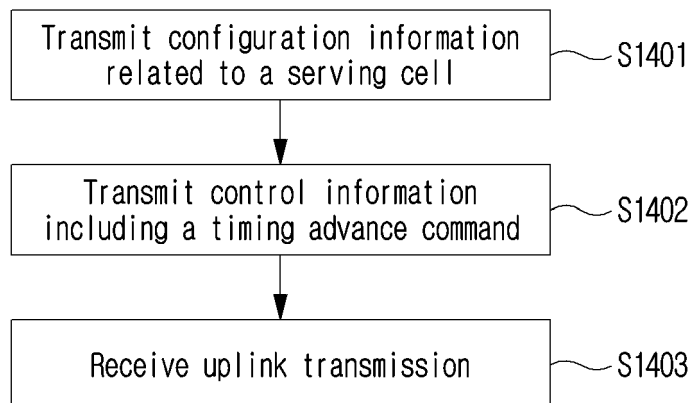 Transmit configuration information
related to a serving cell
S1401
Transmit control information
including a timing advance command
S1402
Receive uplink transmission
S1403